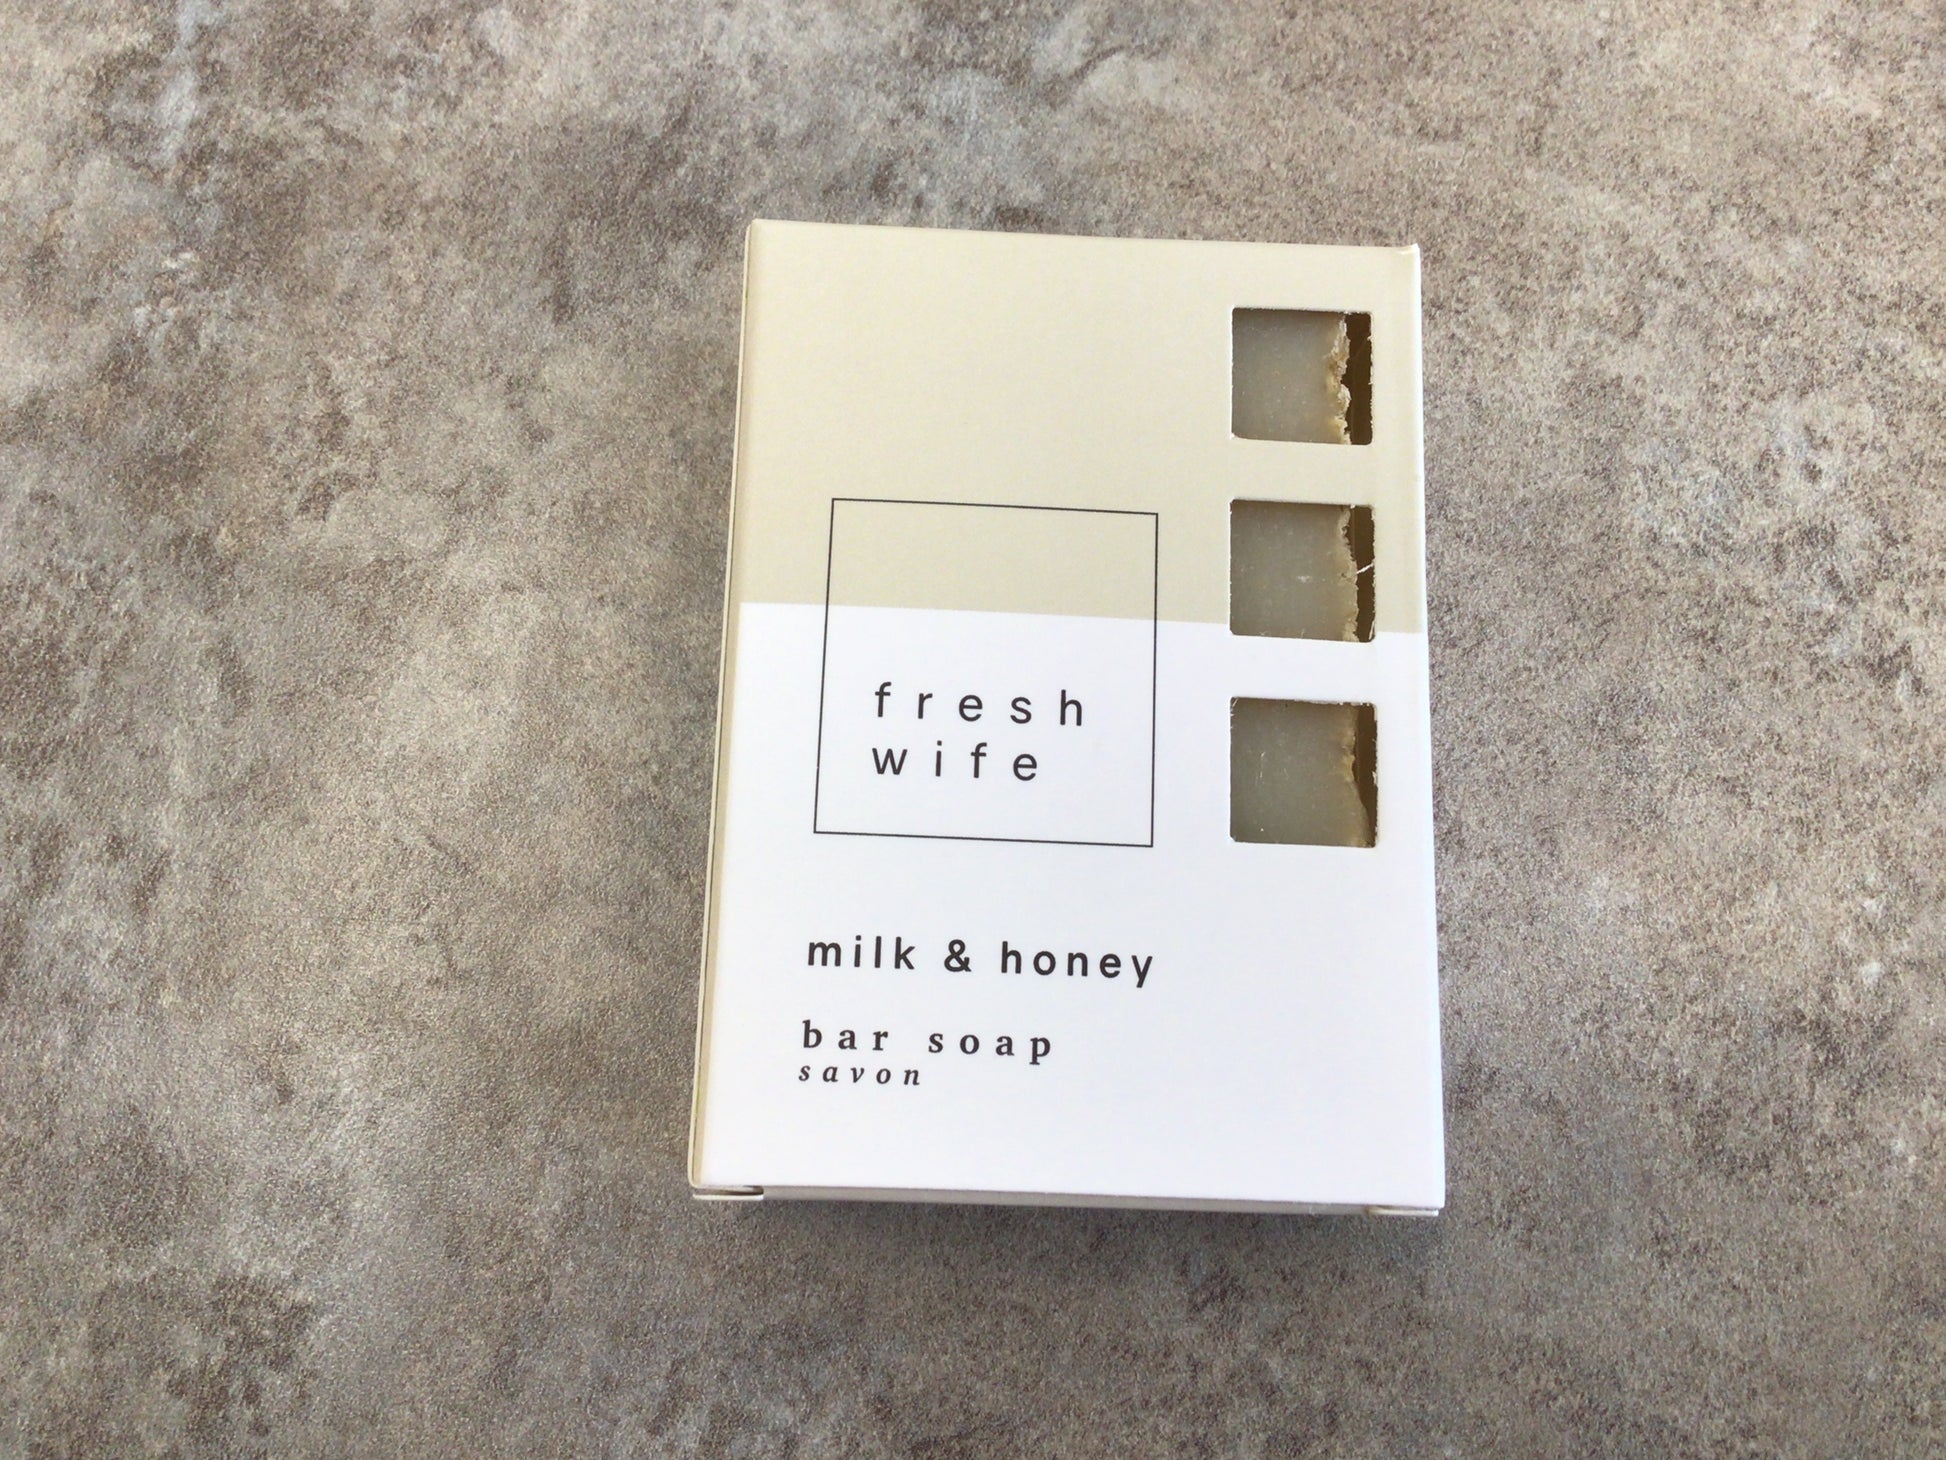 fresh
wife
milk & honey
bar soap
savon